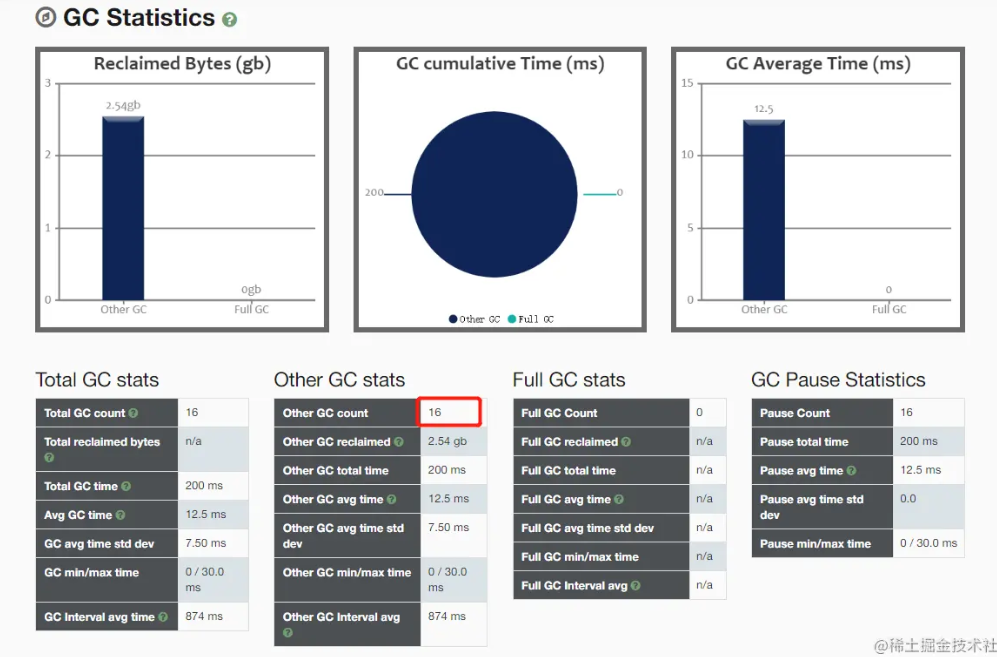 GC Statistics ?
Reclaimed Bytes (gb)
3
2.54gb
2
1
0gb
0
Other GC
Full GC
GC cumulative Time (ms)
200
0
Other GC
Full GC
GC Average Time (ms)
15
12.5
10
5
0
0
Other GC
Full GC
Total GC stats
Total GC count ? 16
Total reclaimed bytes n/a
?
Total GC time ? 200 ms
Avg GC time ? 12.5 ms
GC avg time std dev 7.50 ms
GC min/max time 0 / 30.0
ms
GC Interval avg time ? 874 ms
Other GC stats
Other GC count 16
Other GC reclaimed ? 2.54 gb
Other GC total time 200 ms
Other GC avg time ? 12.5 ms
Other GC avg time std 7.50 ms
dev
Other GC min/max time 0 / 30.0
ms
Other GC Interval avg 874 ms
?
Full GC stats
Full GC Count 0
Full GC reclaimed ? n/a
Full GC total time n/a
Full GC avg time ? n/a
Full GC avg time std dev n/a
Full GC min/max time n/a
Full GC Interval avg ? n/a
GC Pause Statistics
Pause Count 16
Pause total time 200 ms
Pause avg time ? 12.5 ms
Pause avg time std 0.0
dev
Pause min/max time 0 / 30.0 ms
@稀土掘金技术社